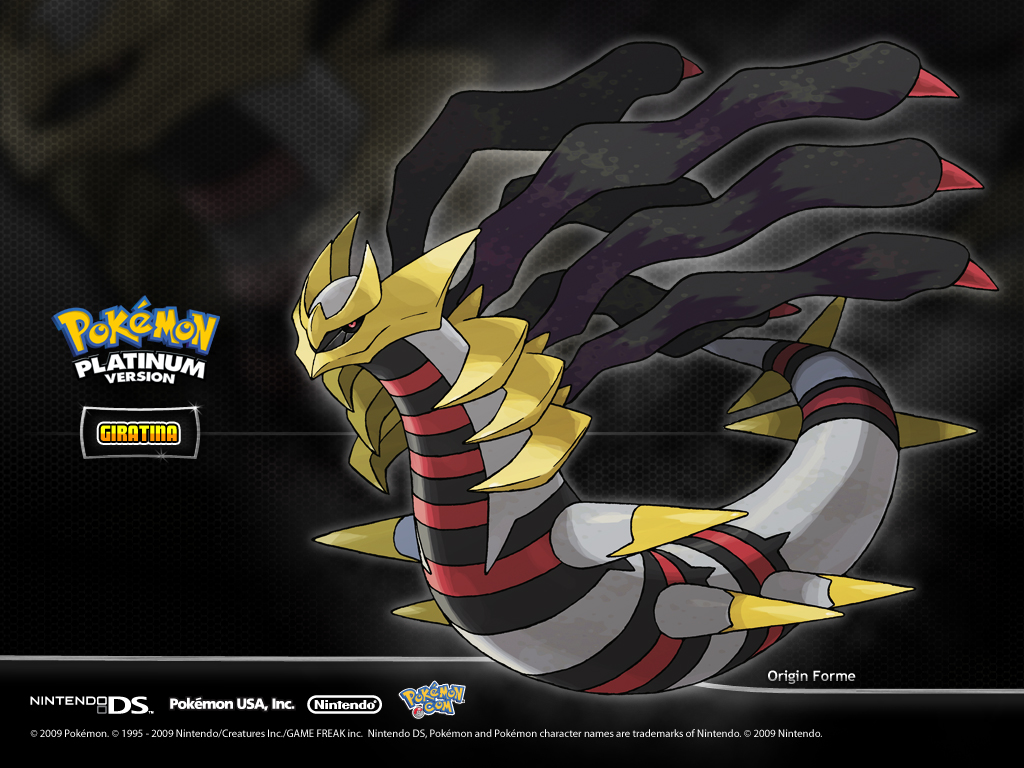 POKéMON
PLATINUM
VERSION
GIRATINA
Origin Forme
NINTENDO DS™ Pokémon USA, Inc. Nintendo® POKéMON .COM
© 2009 Pokémon. © 1995 - 2009 Nintendo/Creatures Inc./GAME FREAK inc. Nintendo DS, Pokémon and Pokémon character names are trademarks of Nintendo. © 2009 Nintendo.